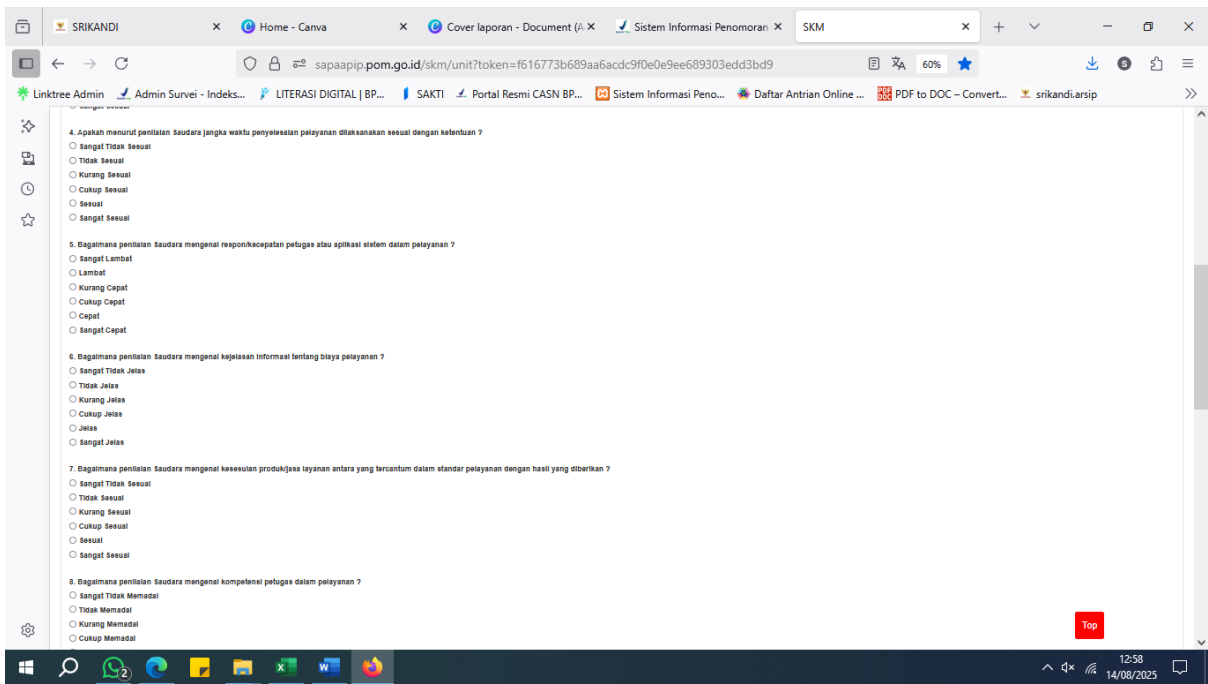 SRIKANDI
Home - Canva
Cover laporan - Document (A
Sistem Informasi Penomoran
SKM
sapaapip.pom.go.id/skm/unit?token=f616773b689aa6acdc9f0e0e9ee689303edd3bd9
60%
S
Linktree Admin
Admin Survei - Indeks...
LITERASI DIGITAL | BP...
SAKTI
Portal Resmi CASN BP...
Sistem Informasi Peno...
Daftar Antrian Online ...
PDF to DOC – Convert...
srikandi.arsip
4. Apakah menurut penilaian Saudara jangka waktu penyelesaian pelayanan dilaksanakan sesuai dengan ketentuan ?
Sangat Tidak Sesuai
Tidak Sesuai
Kurang Sesuai
Cukup Sesuai
Sesuai
Sangat Sesuai
5. Bagaimana penilaian Saudara mengenai respon/kecepatan petugas atau aplikasi sistem dalam pelayanan ?
Sangat Lambat
Lambat
Kurang Cepat
Cukup Cepat
Cepat
Sangat Cepat
6. Bagaimana penilaian Saudara mengenai kejelasan informasi tentang biaya pelayanan ?
Sangat Tidak Jelas
Tidak Jelas
Kurang Jelas
Cukup Jelas
Jelas
Sangat Jelas
7. Bagaimana penilaian Saudara mengenai kesesuian produk/jasa layanan antara yang tercantum dalam standar pelayanan dengan hasil yang diberikan ?
Sangat Tidak Sesuai
Tidak Sesuai
Kurang Sesuai
Cukup Sesuai
Sesuai
Sangat Sesuai
8. Bagaimana penilaian Saudara mengenai kompetensi petugas dalam pelayanan ?
Sangat Tidak Memadai
Tidak Memadai
Kurang Memadai
Cukup Memadai
Top
2
12:58
14/08/2025